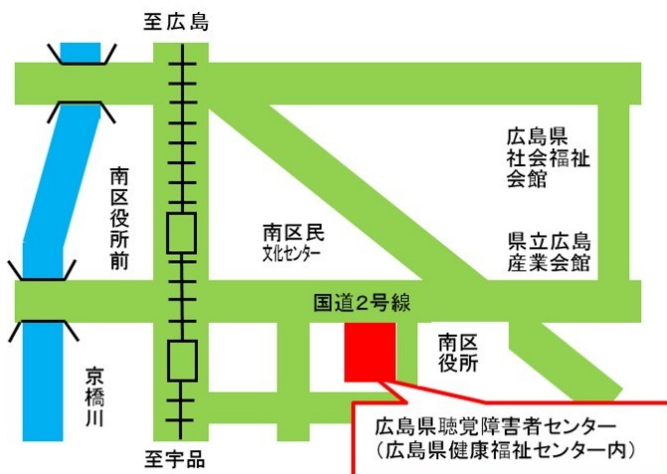 至広島
広島県
社会福祉
会館
南区役所前
南区民
文化センター
県立広島
産業会館
国道2号線
南区
役所
京橋川
広島県聴覚障害者センター
(広島県健康福祉センター内)
至宇品